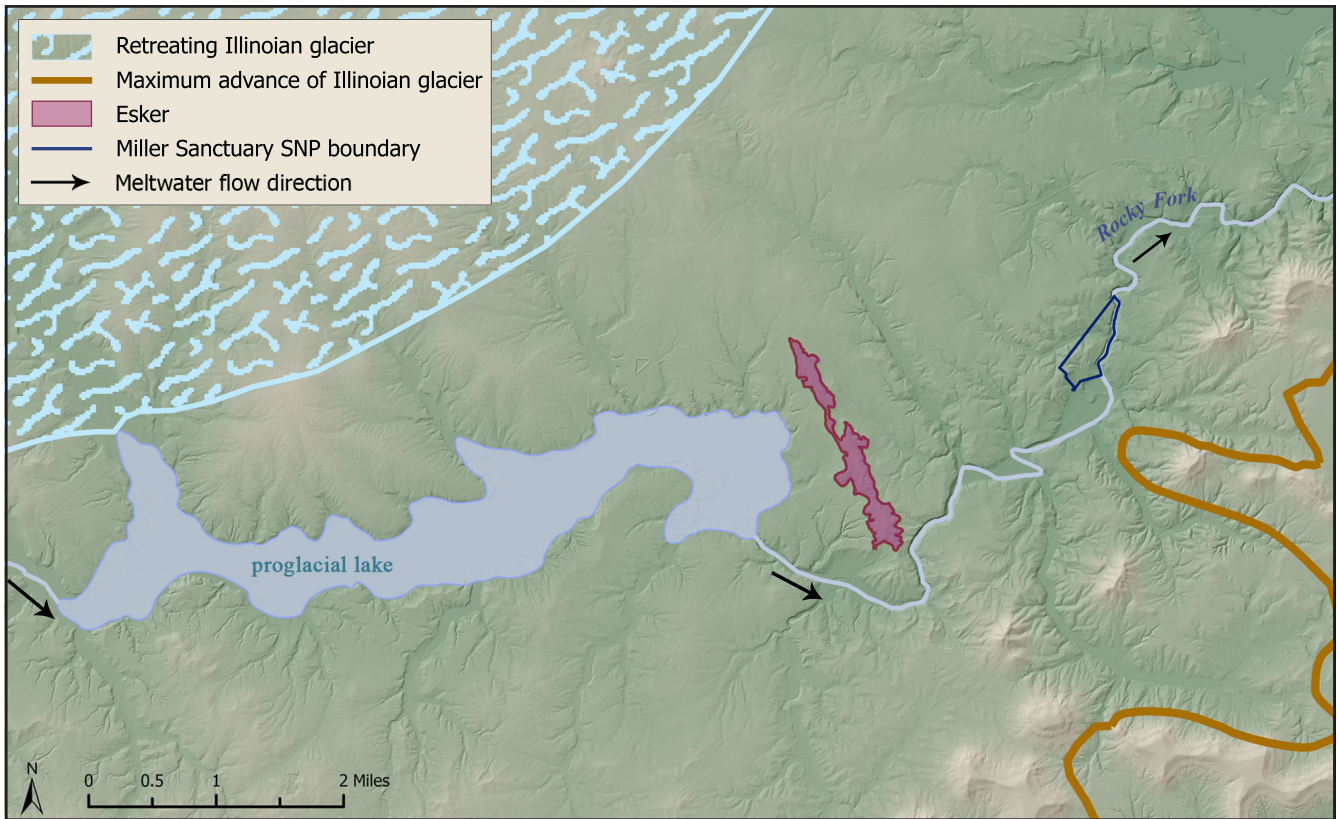 Retreating Illinoian glacier
Maximum advance of Illinoian glacier
Esker
Miller Sanctuary SNP boundary
Meltwater flow direction
Rocky Fork
proglacial lake
N
0 0.5 1 2 Miles